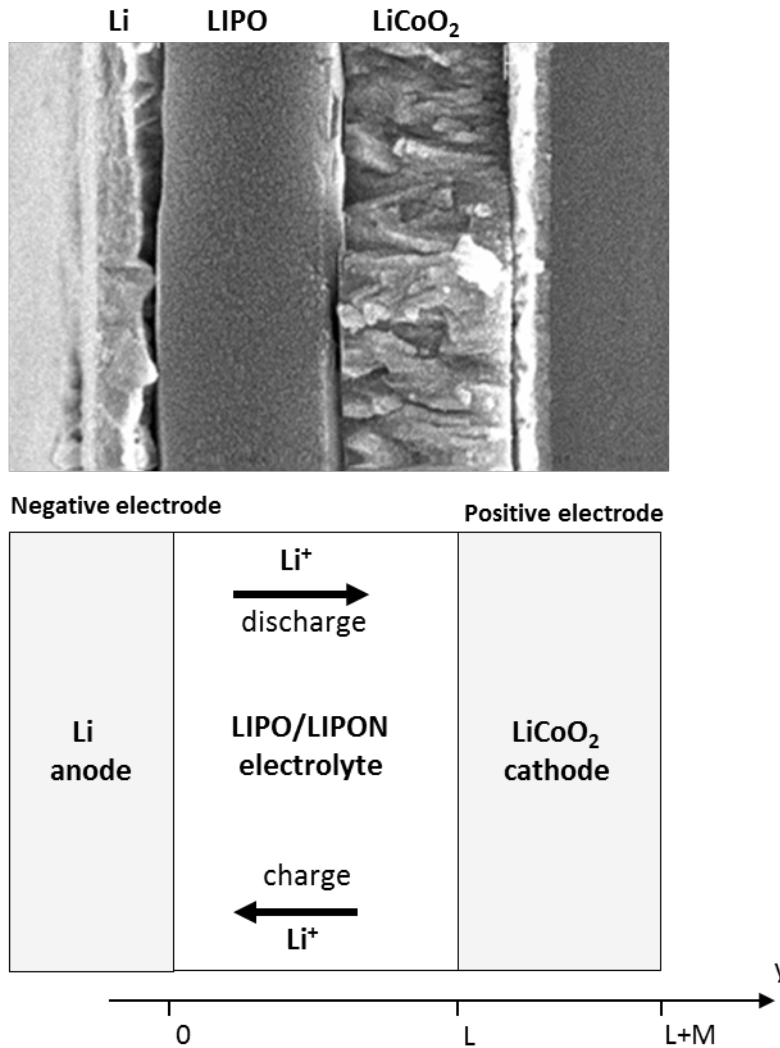 Li LIPO LiCoO₂
Negative electrode Positive electrode
Li⁺
discharge
Li
anode
LIPO/LIPON
electrolyte
LiCoO₂
cathode
charge
Li⁺
y
0 L L+M